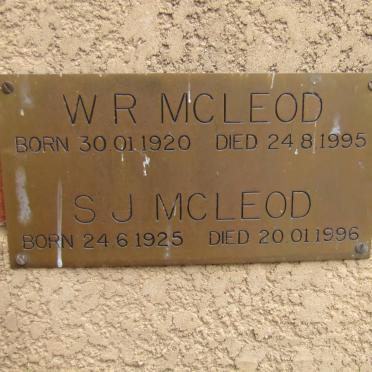 W R MCLEOD
BORN 30 01 1920 DIED 24 8 1995
S J MCLEOD
BORN 24 6 1925 DIED 20 01 1996